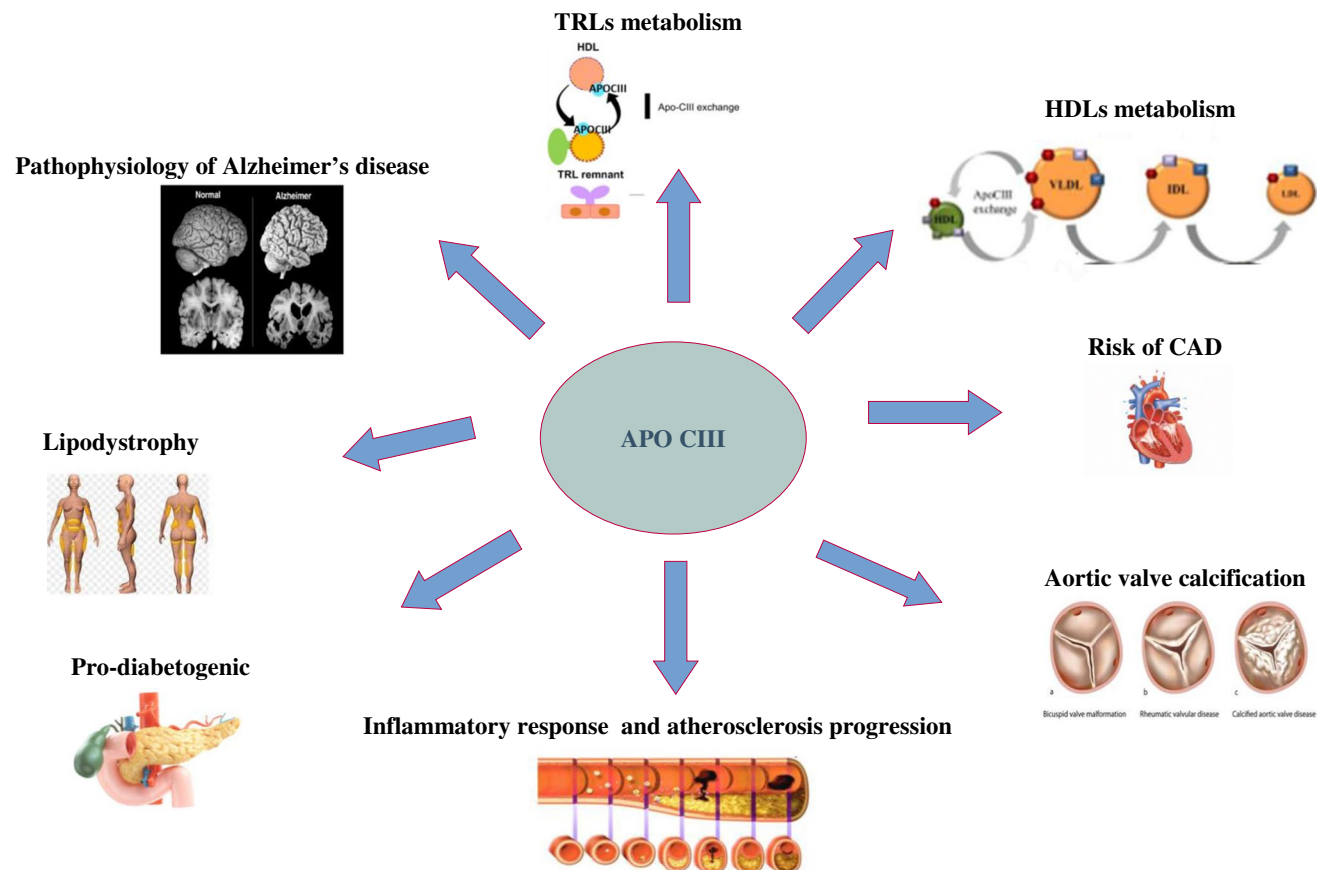 TRLs metabolism
HDL
APOCIII
Apo-CIII exchange
APOCIII
TRL remnant
HDLs metabolism
VLDL
IDL
LDL
ApoCIII
exchange
HDL
Pathophysiology of Alzheimer's disease
Normal
Alzheimer
Risk of CAD
APO CIII
Lipodystrophy
Aortic valve calcification
a
b
c
Bicuspid valve malformation
Rheumatic valvular disease
Calcified aortic valve disease
Pro-diabetogenic
Inflammatory response and atherosclerosis progression